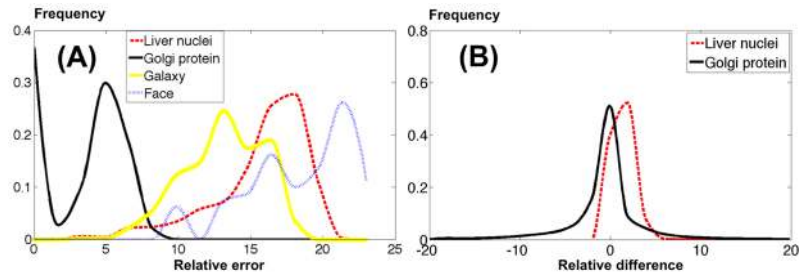 Frequency
Frequency
0.4
0.3
0.2
0.1
0
(A)
Liver nuclei
Golgi protein
Galaxy
Face
0 5 10 15 20 25
Relative error
0.8
0.6
0.4
0.2
0
(B)
Liver nuclei
Golgi protein
-20 -10 0 10 20
Relative difference